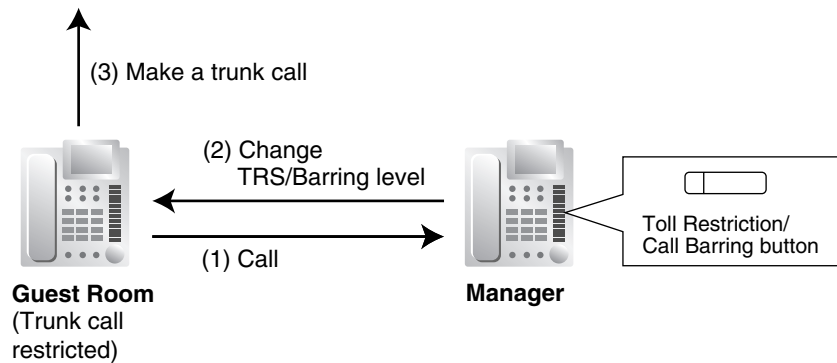 (3) Make a trunk call
(2) Change
TRS/Barring level
(1) Call
Toll Restriction/
Call Barring button
Guest Room
(Trunk call
restricted)
Manager